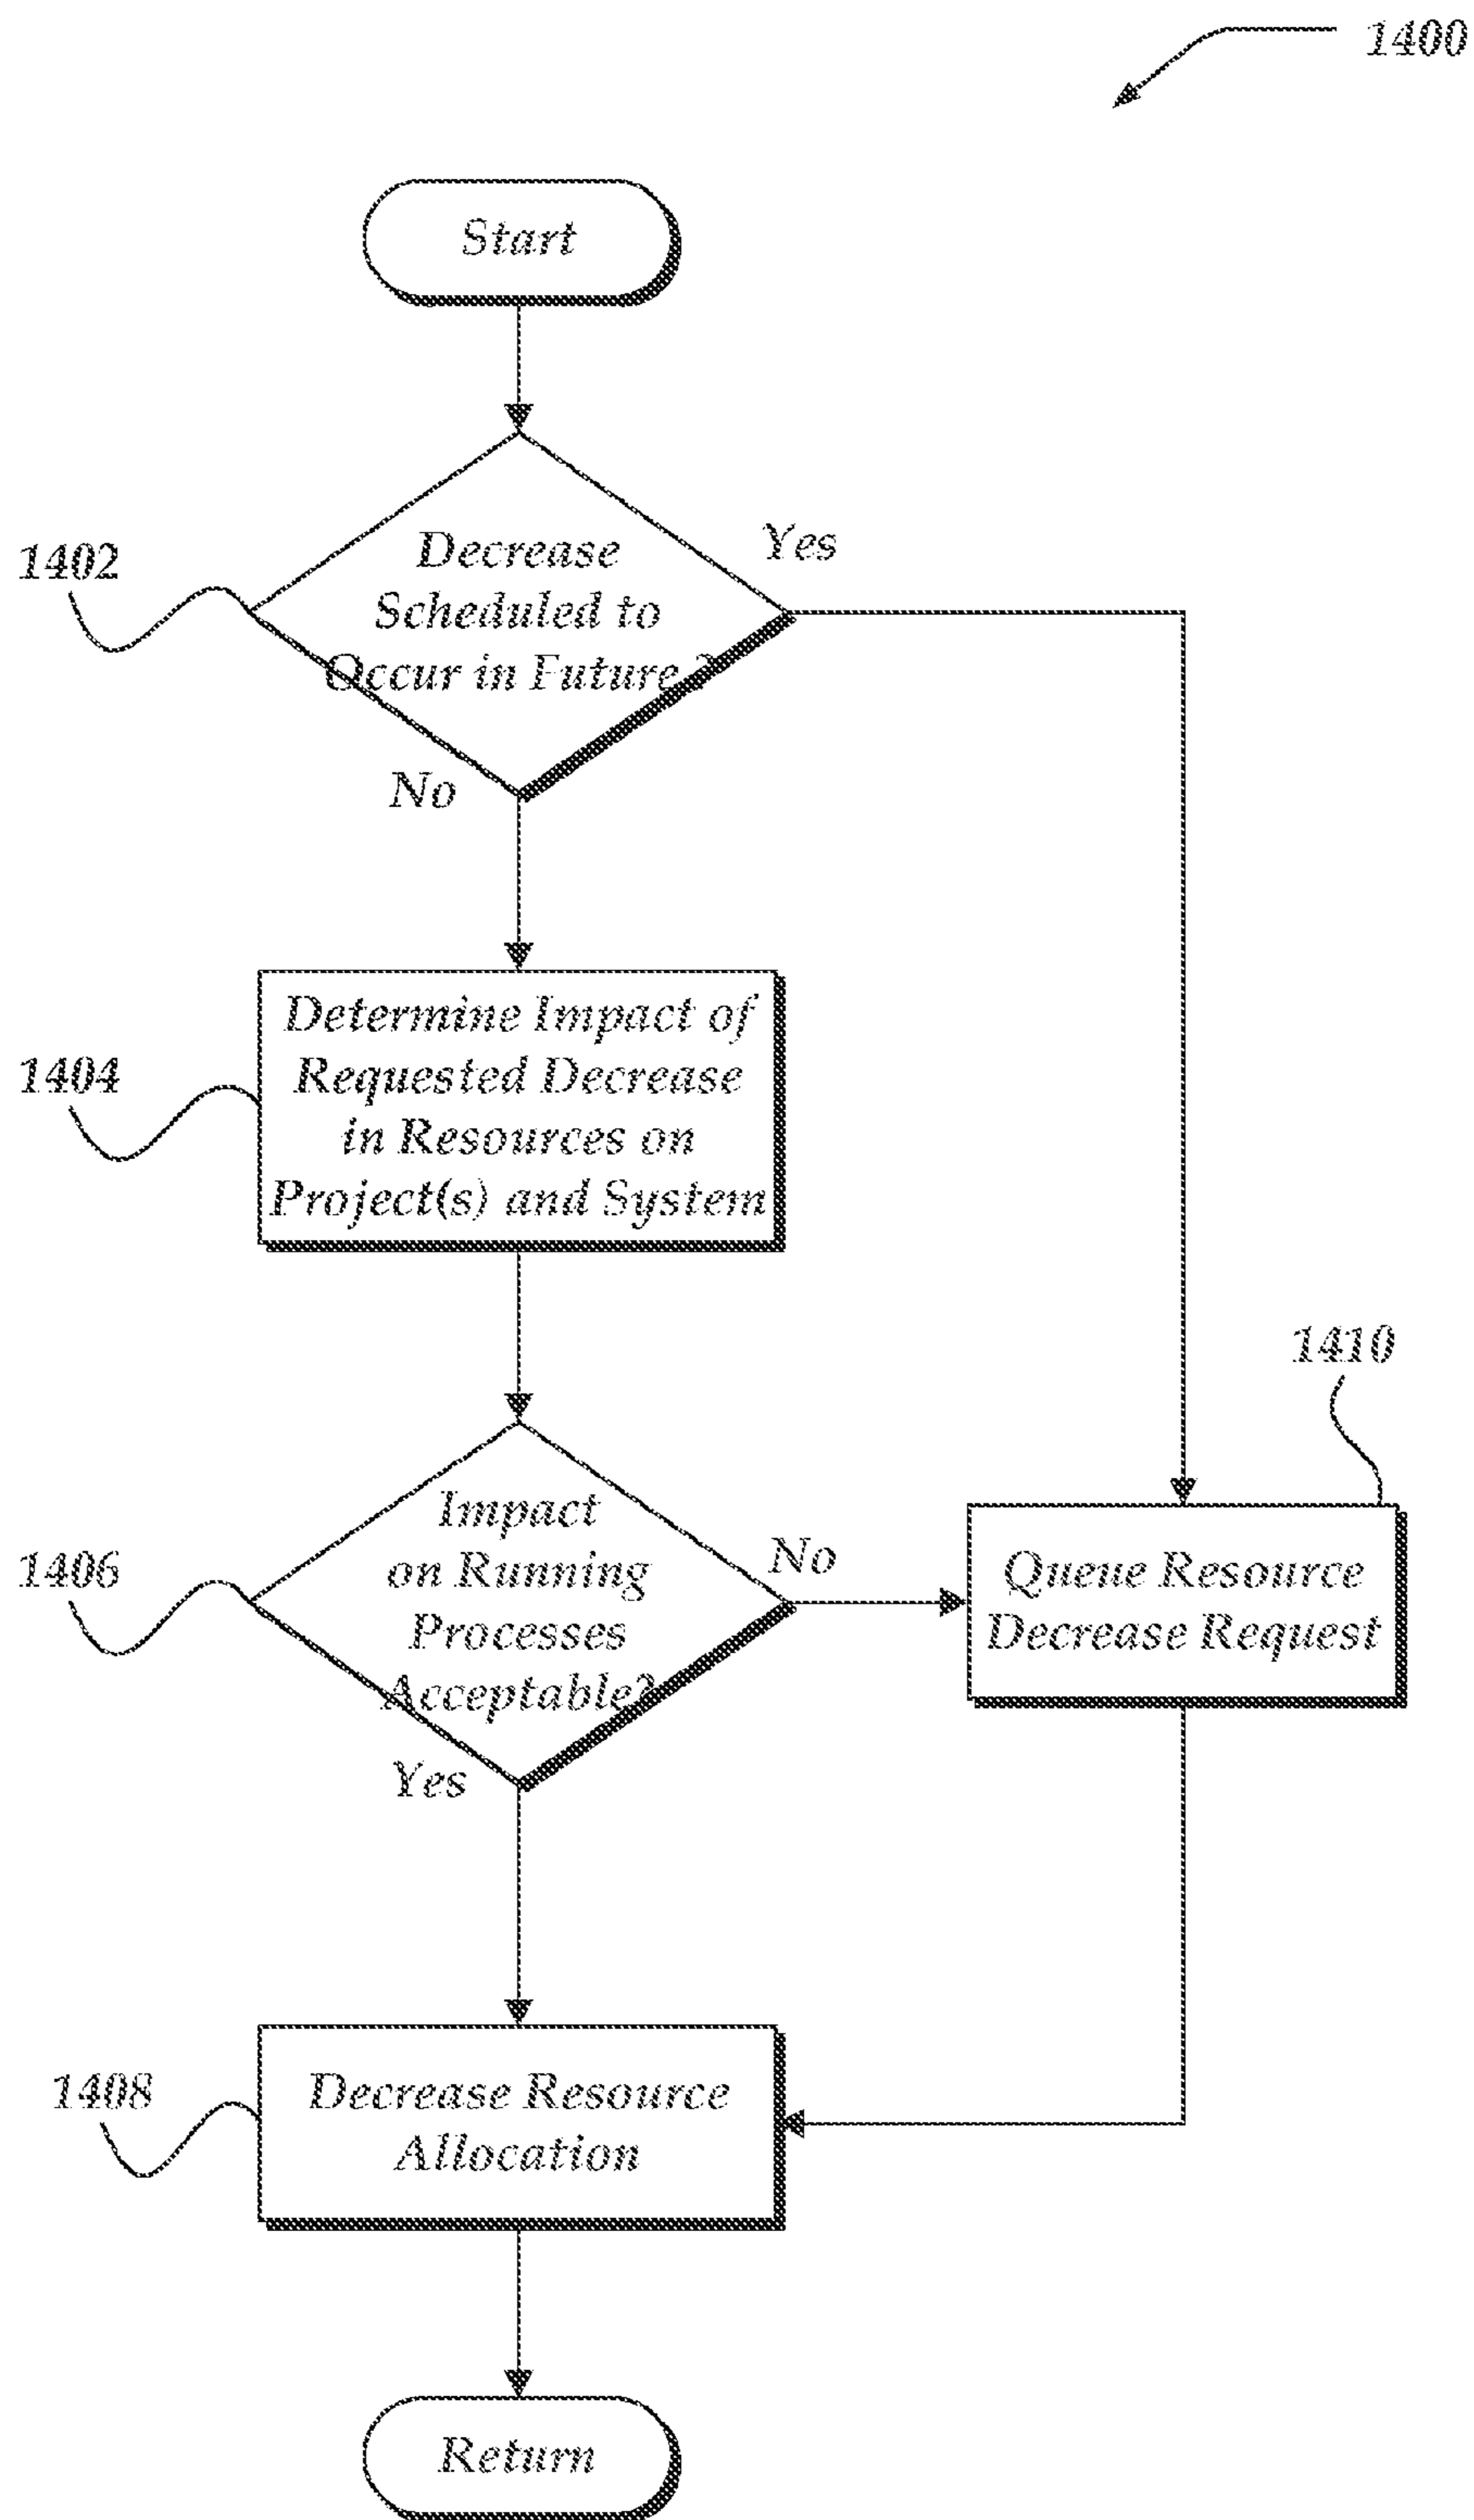 1400
Start
1402
Decrease
Scheduled to
Occur in Future ?
Yes
No
1404
Determine Impact of
Requested Decrease
in Resources on
Project(s) and System
1406
Impact
on Running
Processes
Acceptable?
No
Yes
1410
Queue Resource
Decrease Request
1408
Decrease Resource
Allocation
Return